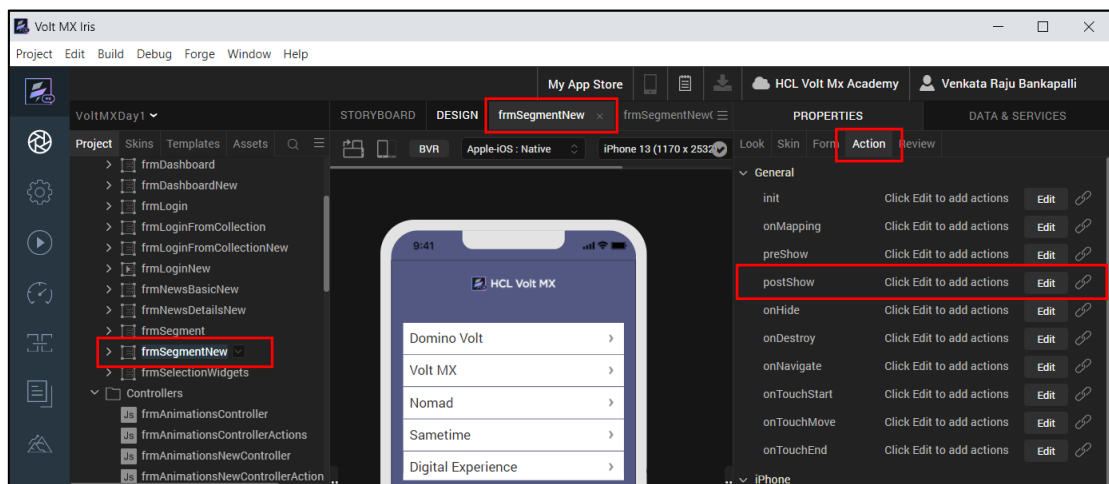 Volt MX Iris
Project Edit Build Debug Forge Window Help
My App Store HCL Volt Mx Academy Venkata Raju Bankapalli
VoltMXDay1 STORYBOARD DESIGN frmSegmentNew × frmSegmentNew( PROPERTIES DATA & SERVICES
Project Skins Templates Assets BVR Apple-iOS : Native iPhone 13 (1170 x 2532) Look Skin Form Action Review
frmDashboard
frmDashboardNew
frmLogin
frmLoginFromCollection
frmLoginFromCollectionNew
frmLoginNew
frmNewsBasicNew
frmNewsDetailsNew
frmSegment
frmSegmentNew
frmSelectionWidgets
Controllers
Js frmAnimationsController
Js frmAnimationsControllerActions
Js frmAnimationsNewController
Js frmAnimationsNewControllerAction
9:41
HCL Volt MX
Domino Volt
Volt MX
Nomad
Sametime
Digital Experience
General
init Click Edit to add actions Edit
onMapping Click Edit to add actions Edit
preShow Click Edit to add actions Edit
postShow Click Edit to add actions Edit
onHide Click Edit to add actions Edit
onDestroy Click Edit to add actions Edit
onNavigate Click Edit to add actions Edit
onTouchStart Click Edit to add actions Edit
onTouchMove Click Edit to add actions Edit
onTouchEnd Click Edit to add actions Edit
iPhone